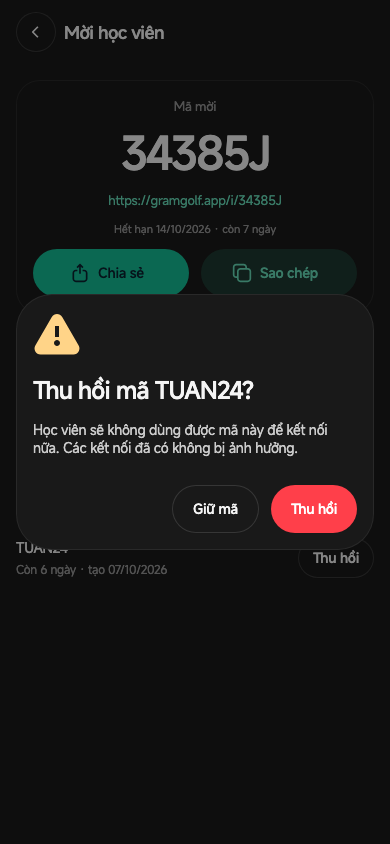 Mời học viên
Mã mời
34385J
https://gramgolf.app/i/34385J
Hết hạn 14/10/2026 · còn 7 ngày
Chia sẻ
Sao chép
Thu hồi mã TUAN24?
Học viên sẽ không dùng được mã này để kết nối
nữa. Các kết nối đã có không bị ảnh hưởng.
Giữ mã
Thu hồi
TUAN24
Còn 6 ngày · tạo 07/10/2026
Thu hồi